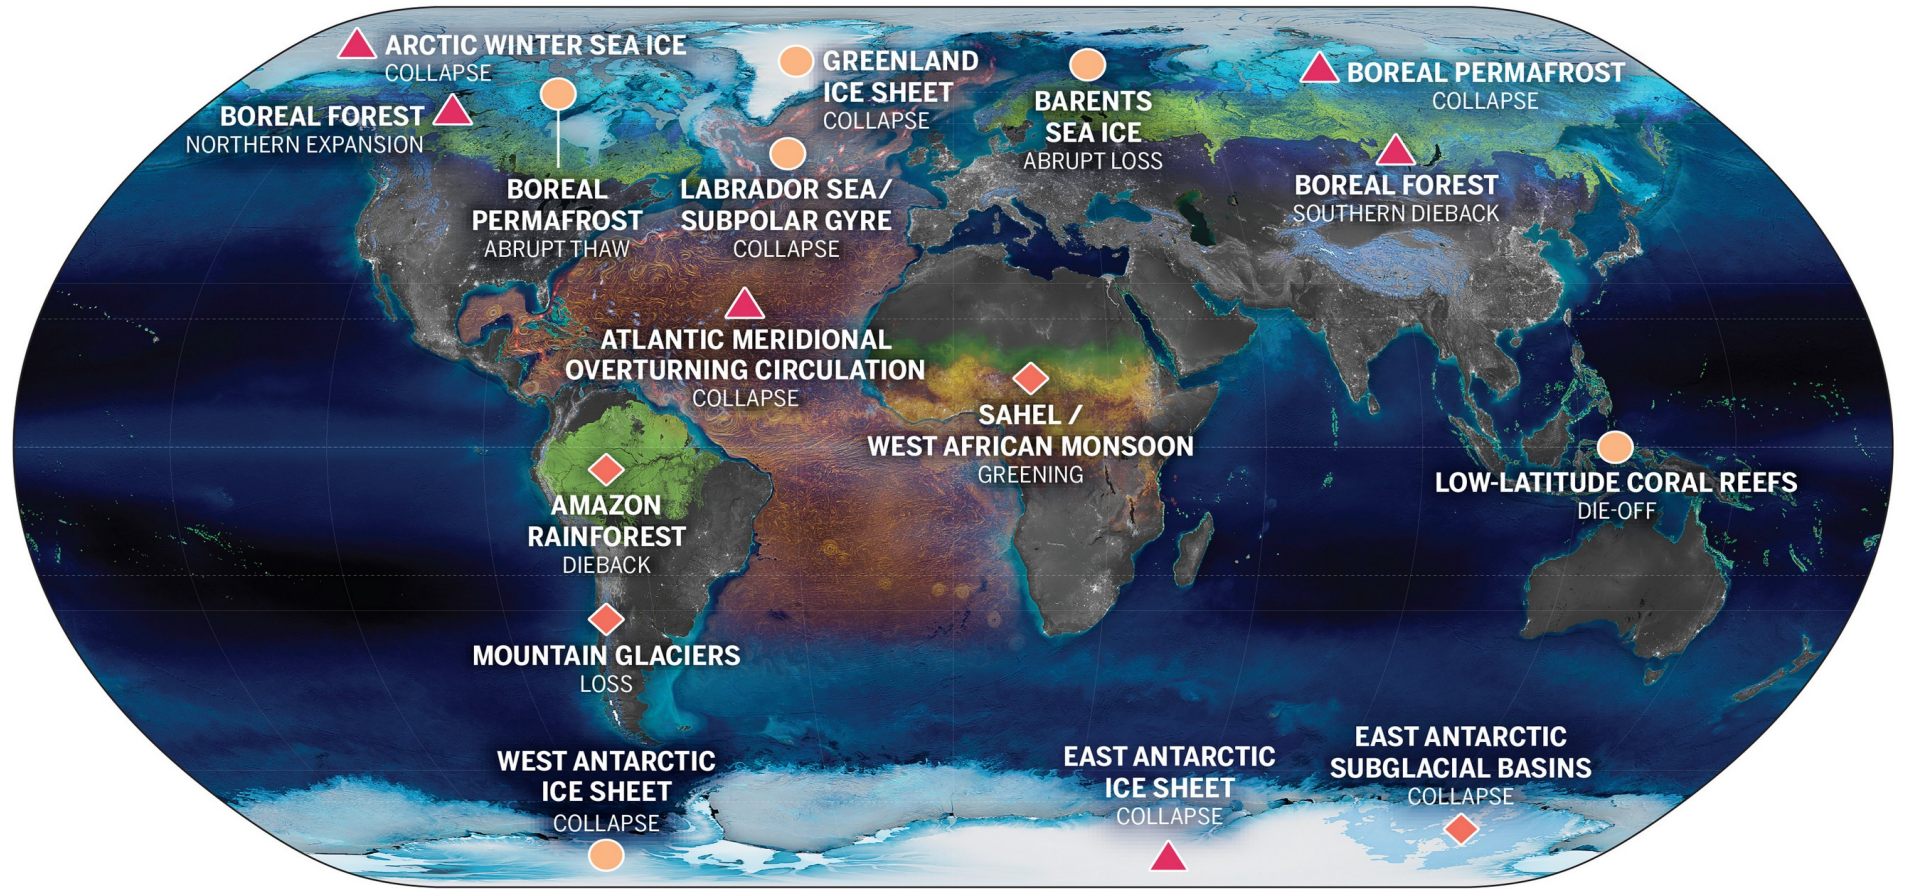 ARCTIC WINTER SEA ICE
COLLAPSE
BOREAL FOREST
NORTHERN EXPANSION
BOREAL
PERMAFROST
ABRUPT THAW
GREENLAND
ICE SHEET
COLLAPSE
LABRADOR SEA/
SUBPOLAR GYRE
COLLAPSE
BARENTS
SEA ICE
ABRUPT LOSS
BOREAL PERMAFROST
COLLAPSE
BOREAL FOREST
SOUTHERN DIEBACK
ATLANTIC MERIDIONAL
OVERTURNING CIRCULATION
COLLAPSE
SAHEL /
WEST AFRICAN MONSOON
GREENING
LOW-LATITUDE CORAL REEFS
DIE-OFF
AMAZON
RAINFOREST
DIEBACK
MOUNTAIN GLACIERS
LOSS
WEST ANTARCTIC
ICE SHEET
COLLAPSE
EAST ANTARCTIC
ICE SHEET
COLLAPSE
EAST ANTARCTIC
SUBGLACIAL BASINS
COLLAPSE